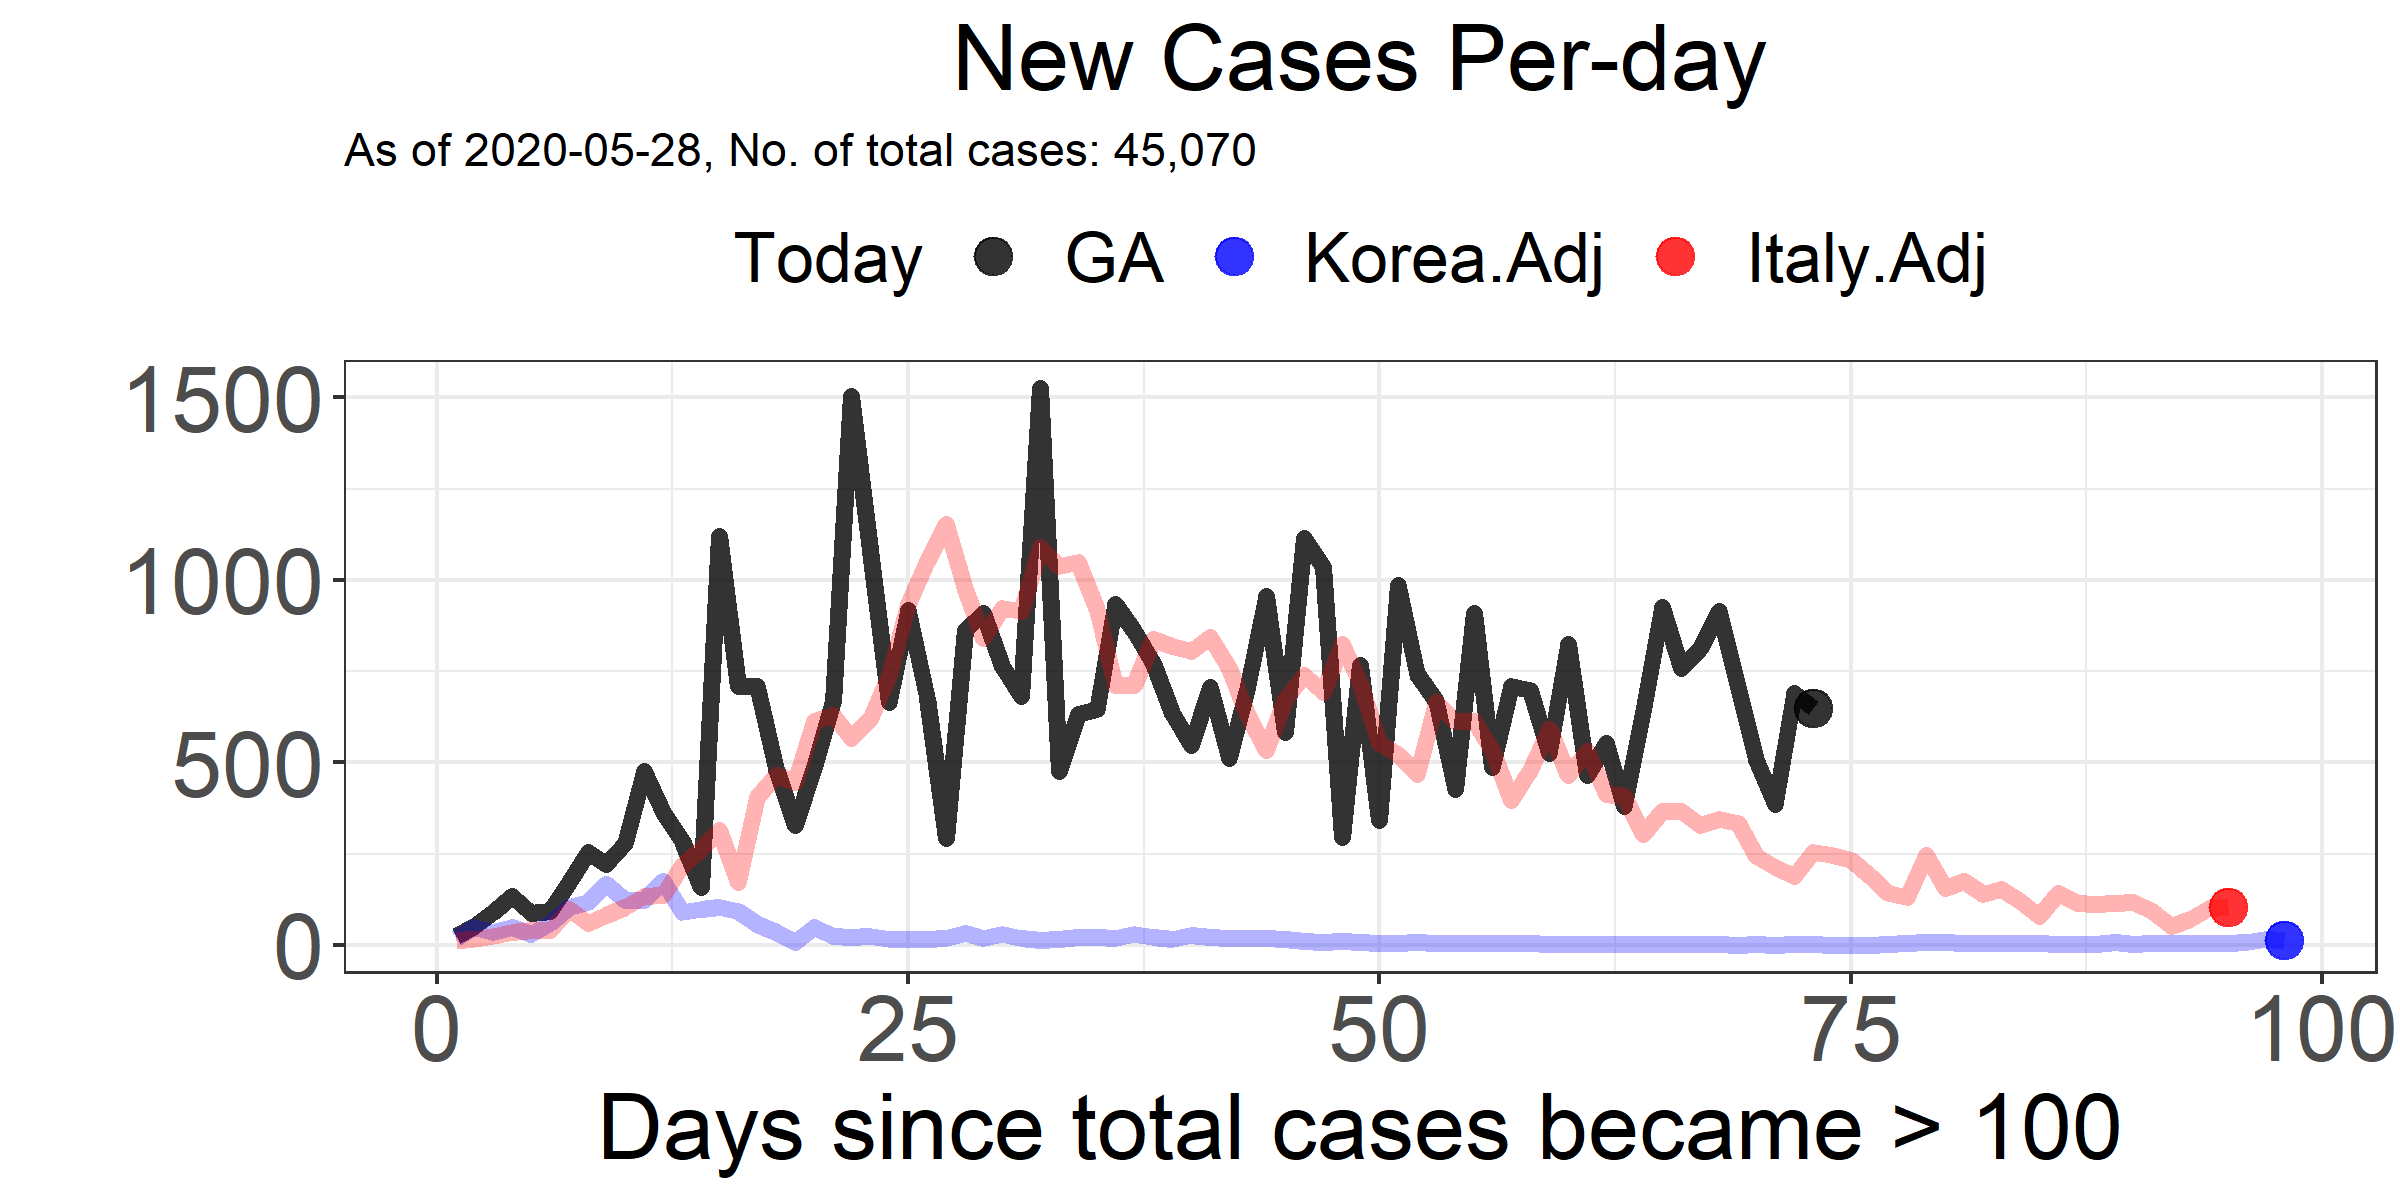 New Cases Per-day
As of 2020-05-28, No. of total cases: 45,070
Today GA Korea.Adj Italy.Adj
1500
1000
500
0
0 25 50 75 100
Days since total cases became > 100